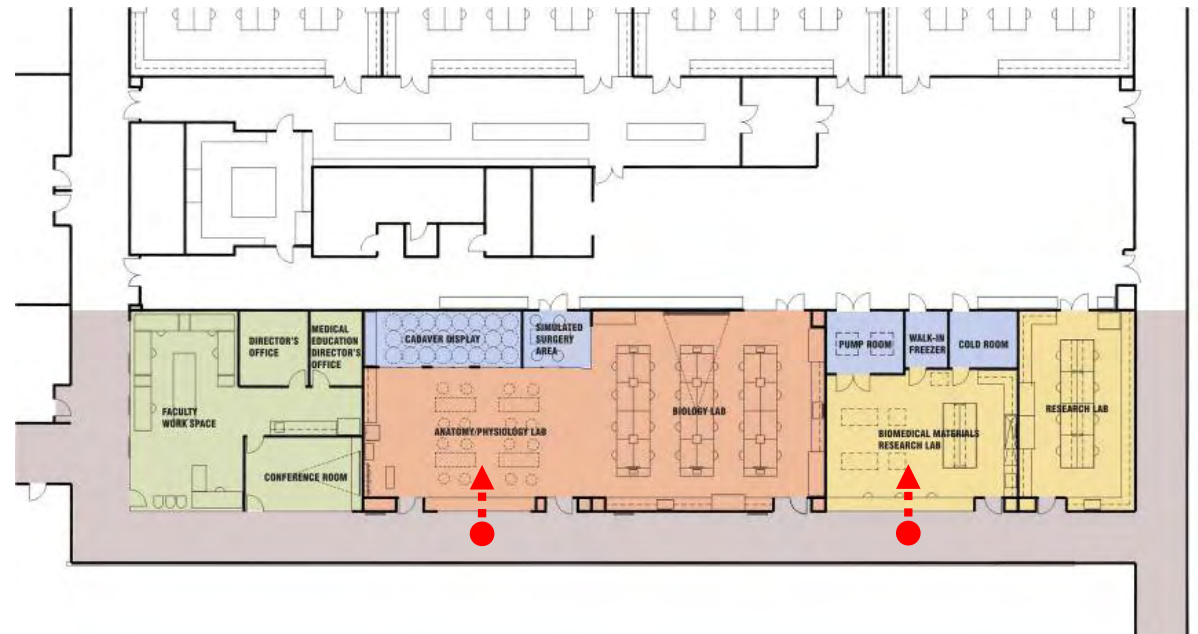 DIRECTOR'S
OFFICE
MEDICAL
EDUCATION
DIRECTOR'S
OFFICE
CADAVER DISPLAY
SIMULATED
SURGERY
AREA
PUMP ROOM
WALK-IN
FREEZER
COLD ROOM
FACULTY
WORK SPACE
ANATOMY/PHYSIOLOGY LAB
BIOLOGY LAB
BIOMEDICAL MATERIALS
RESEARCH LAB
RESEARCH LAB
CONFERENCE ROOM